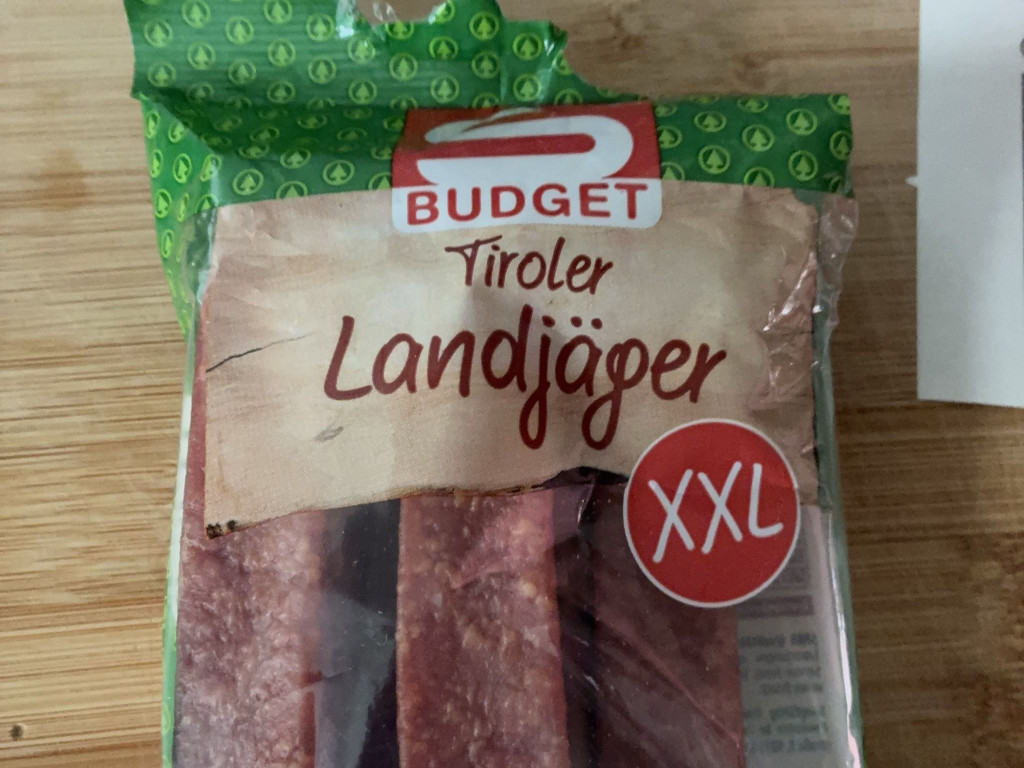 BUDGET
Tiroler
Landjäger
XXL